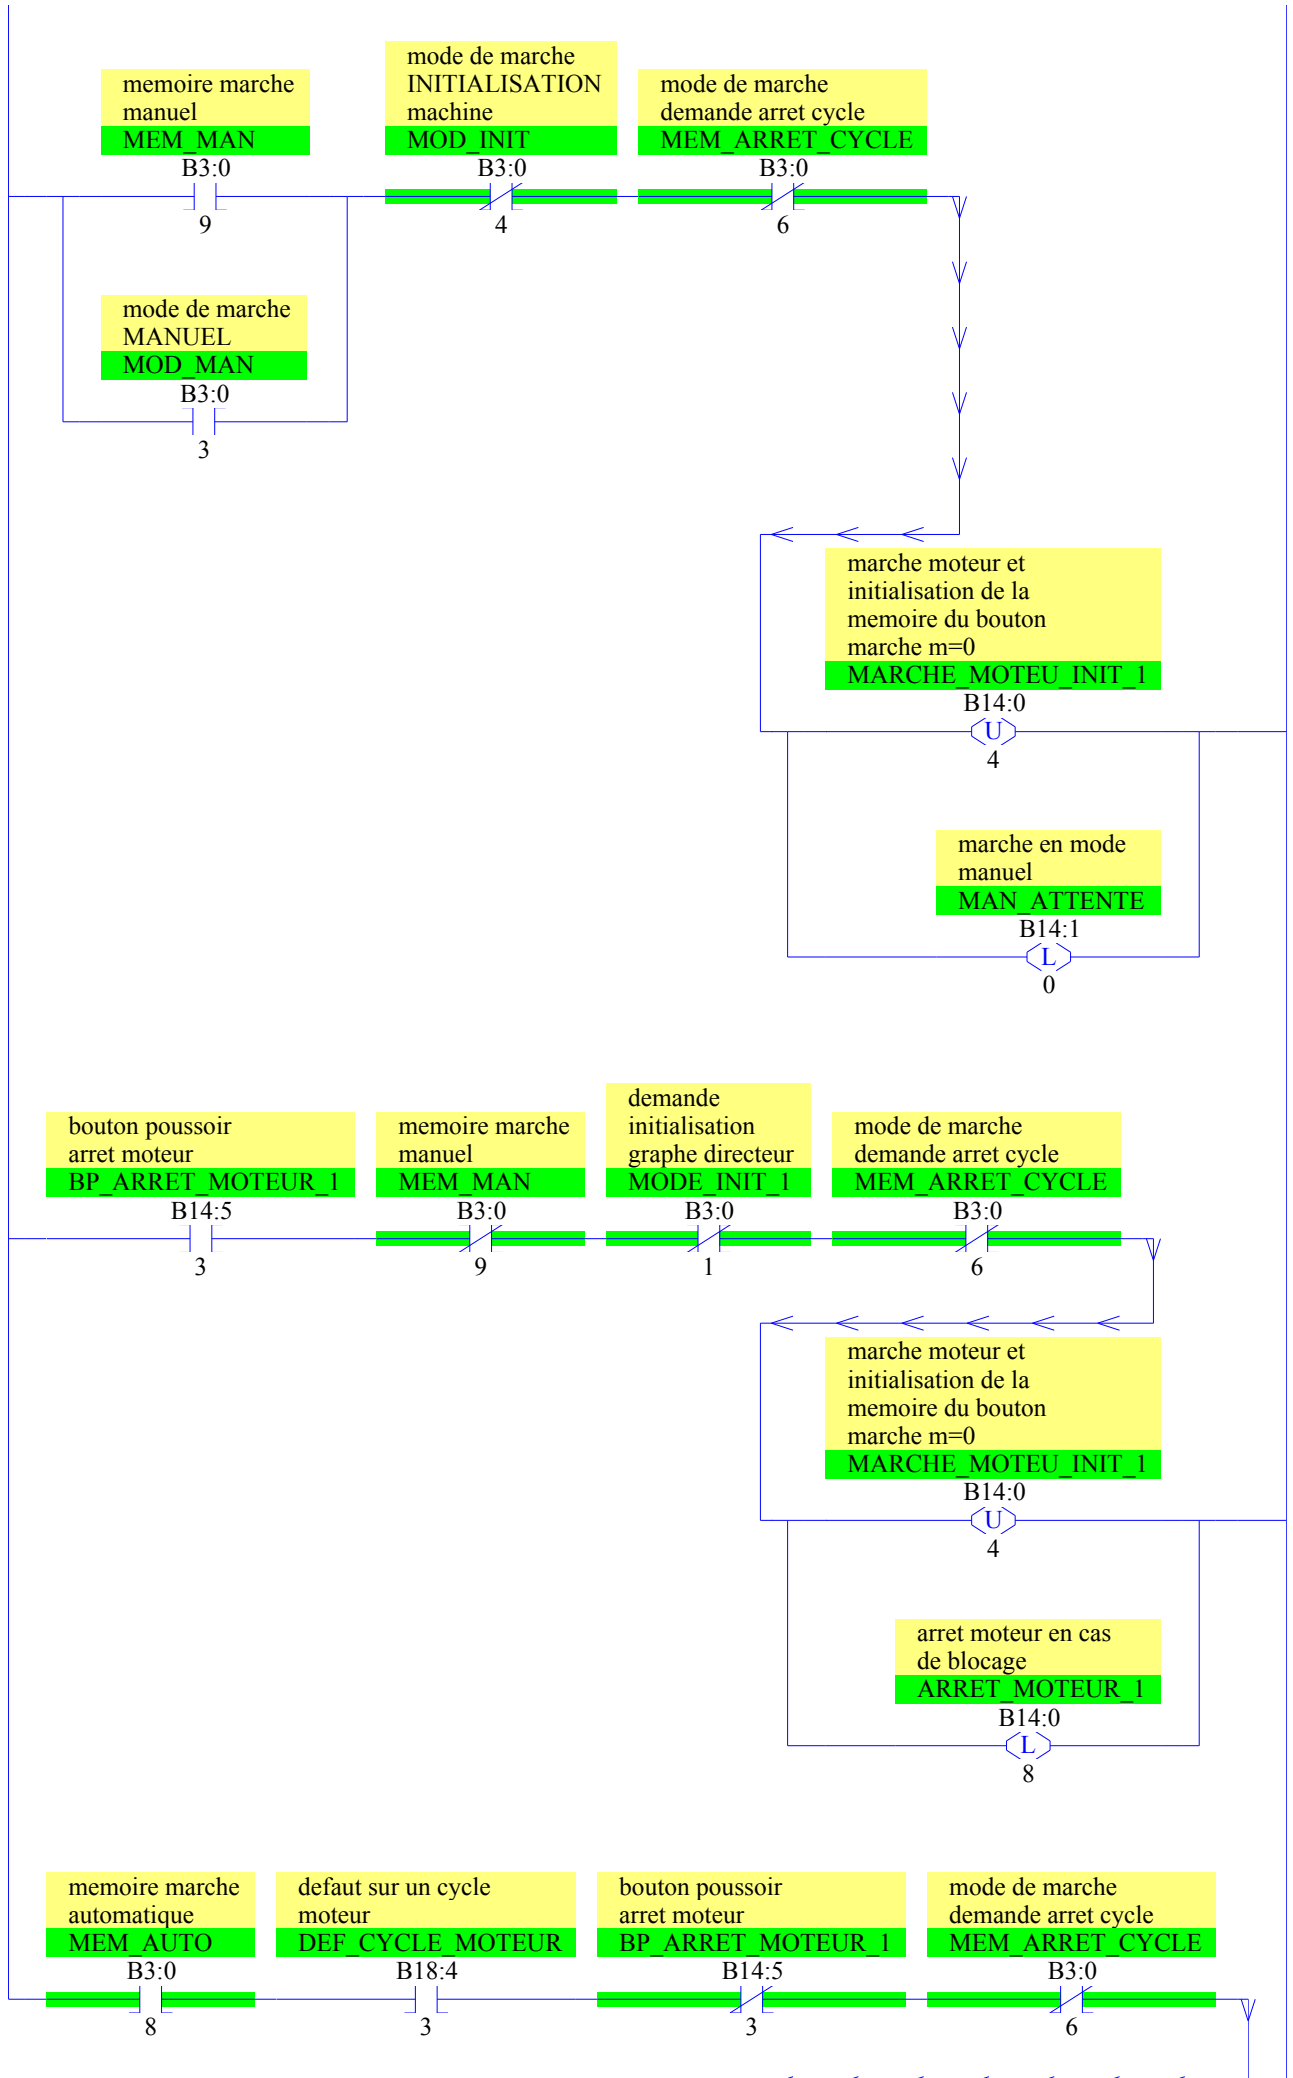 memoire marche
manuel
MEM_MAN
B3:0
9
mode de marche
INITIALISATION
machine
MOD_INIT
B3:0
4
mode de marche
demande arret cycle
MEM_ARRET_CYCLE
B3:0
6
mode de marche
MANUEL
MOD_MAN
B3:0
3
marche moteur et
initialisation de la
memoire du bouton
marche m=0
MARCHE_MOTEU_INIT_1
B14:0
U
4
marche en mode
manuel
MAN_ATTENTE
B14:1
L
0
bouton poussoir
arret moteur
BP_ARRET_MOTEUR_1
B14:5
3
memoire marche
manuel
MEM_MAN
B3:0
9
demande
initialisation
graphe directeur
MODE_INIT_1
B3:0
1
mode de marche
demande arret cycle
MEM_ARRET_CYCLE
B3:0
6
marche moteur et
initialisation de la
memoire du bouton
marche m=0
MARCHE_MOTEU_INIT_1
B14:0
U
4
arret moteur en cas
de blocage
ARRET_MOTEUR_1
B14:0
L
8
memoire marche
automatique
MEM_AUTO
B3:0
8
defaut sur un cycle
moteur
DEF_CYCLE_MOTEUR
B18:4
3
bouton poussoir
arret moteur
BP_ARRET_MOTEUR_1
B14:5
3
mode de marche
demande arret cycle
MEM_ARRET_CYCLE
B3:0
6